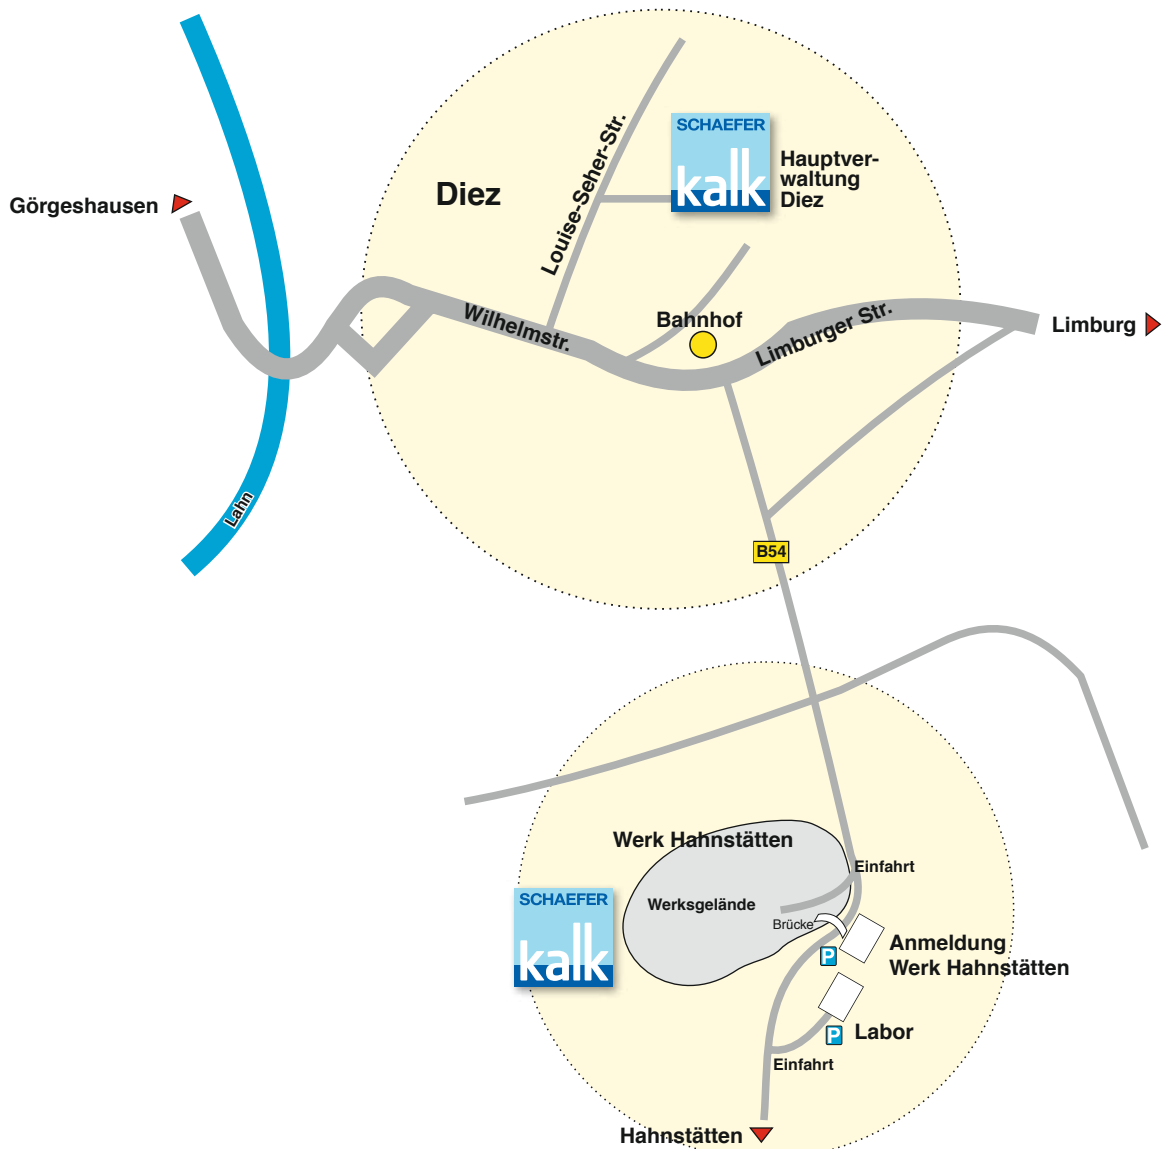 SCHAEFER
kalk
Hauptver-
waltung
Diez
Diez
Louise-Seher-Str.
Görgeshausen
Wilhelmstr.
Bahnhof
Limburger Str.
Limburg
Lahn
B54
Werk Hahnstätten
Einfahrt
SCHAEFER
kalk
Werksgelände
Brücke
Anmeldung
Werk Hahnstätten
P
P
Labor
Einfahrt
Hahnstätten